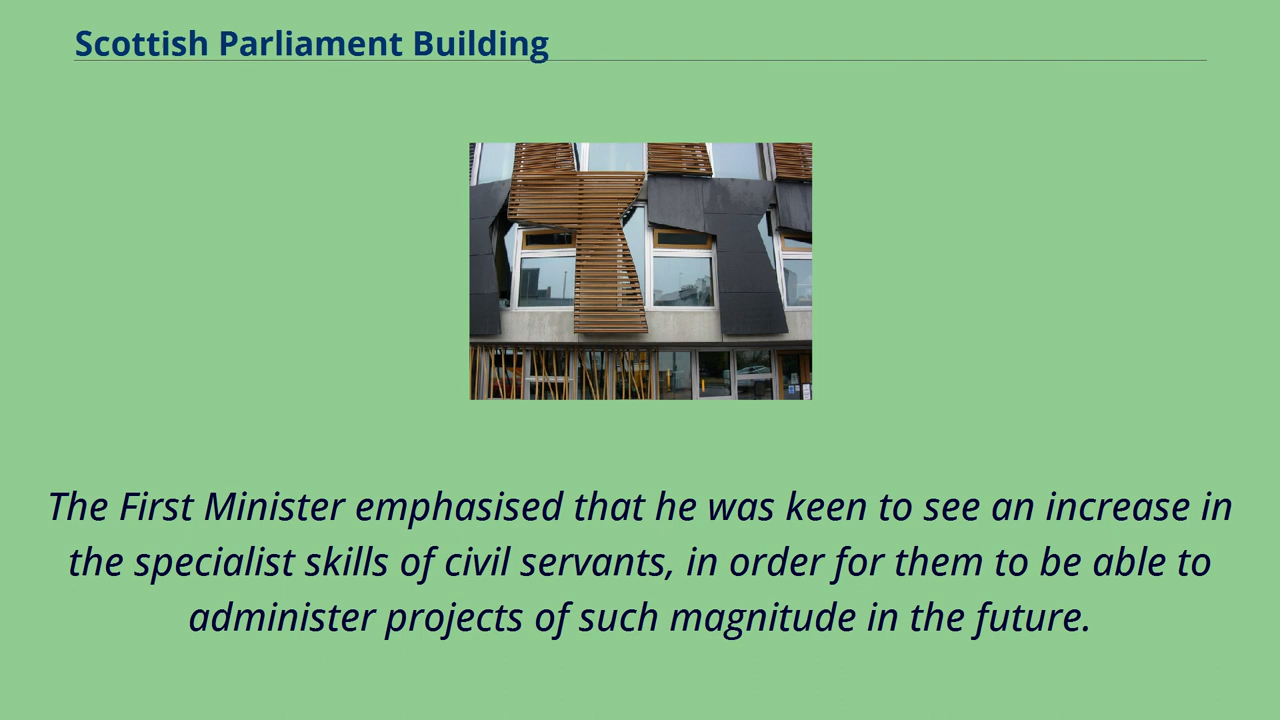 Scottish Parliament Building
The First Minister emphasised that he was keen to see an increase in
the specialist skills of civil servants, in order for them to be able to
administer projects of such magnitude in the future.